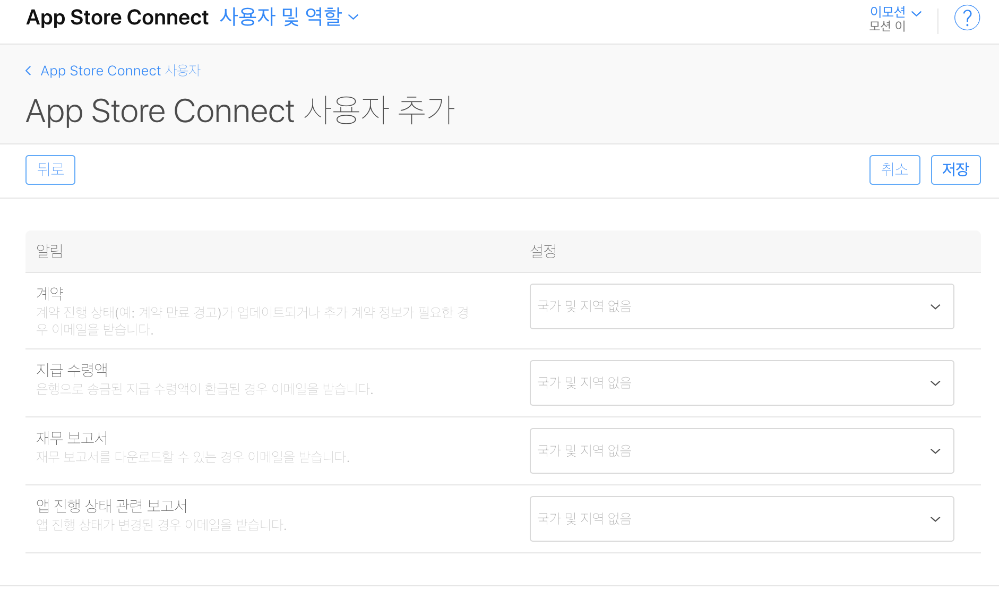 App Store Connect 사용자 및 역할
이모션
모션 이
?
App Store Connect 사용자
App Store Connect 사용자 추가
뒤로
취소
저장
알림
설정
계약
계약 진행 상태(예: 계약 만료 경고)가 업데이트되거나 추가 계약 정보가 필요한 경
우 이메일을 받습니다.
국가 및 지역 없음
지급 수령액
은행으로 송금된 지급 수령액이 환급된 경우 이메일을 받습니다.
국가 및 지역 없음
재무 보고서
재무 보고서를 다운로드할 수 있는 경우 이메일을 받습니다.
국가 및 지역 없음
앱 진행 상태 관련 보고서
앱 진행 상태가 변경된 경우 이메일을 받습니다.
국가 및 지역 없음